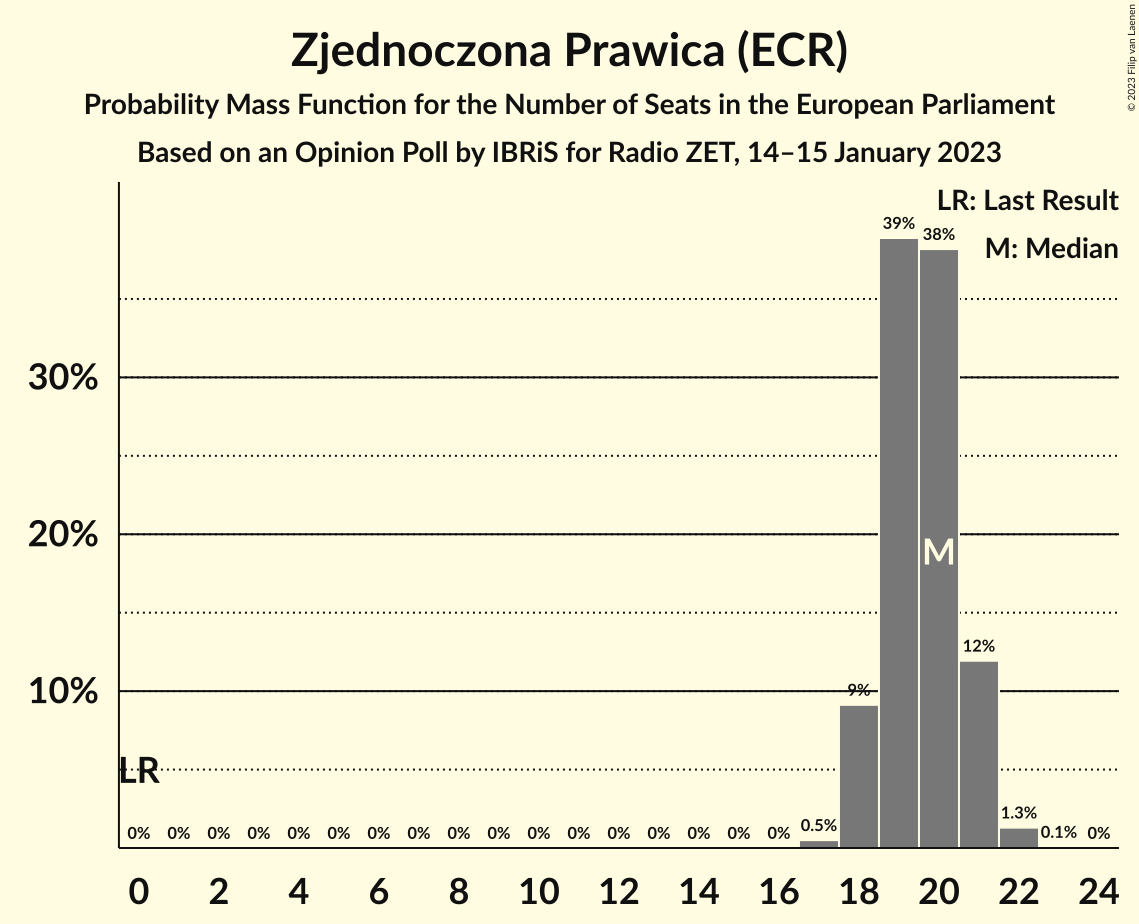 Zjednoczona Prawica (ECR)
Probability Mass Function for the Number of Seats in the European Parliament
Based on an Opinion Poll by IBRiS for Radio ZET, 14–15 January 2023
© 2023 Filip van Laenen
LR: Last Result
M: Median
39%
38%
30%
20%
M
12%
10%
9%
LR
0% 0% 0% 0% 0% 0% 0% 0% 0% 0% 0% 0% 0% 0% 0% 0% 0% 0.5% 1.3% 0.1% 0%
0 2 4 6 8 10 12 14 16 18 20 22 24